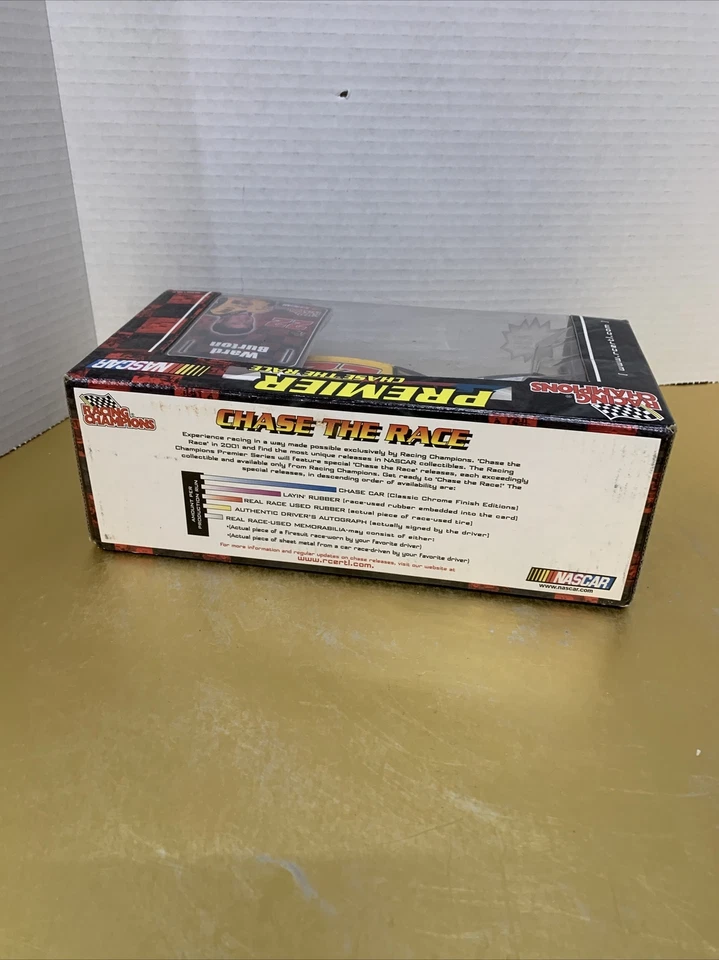 Ward
Burton
NASCAR
CHASE THE RACE
PREMIER
RACING
CHAMPIONS
[ www.rcertl.com ]
RACING
CHAMPIONS
CHASE THE RACE
Experience racing in a way made possible exclusively by Racing Champions. 'Chase the
Race' in 2001 and find the most unique releases in NASCAR collectibles. The Racing
Champions Premier Series will feature special 'Chase the Race' releases, each exceedingly
collectible and available only from Racing Champions. Get ready to 'Chase the Race!' The
special releases, in descending order of availability are:
AMOUNT PER
PRODUCTION RUN
CHASE CAR (Classic Chrome Finish Editions)
LAYIN' RUBBER (race-used rubber embedded into the card)
REAL RACE USED RUBBER (actual piece of race-used tire)
AUTHENTIC DRIVER'S AUTOGRAPH (actually signed by the driver)
REAL RACE-USED MEMORABILIA-may consist of either:
•(Actual piece of a firesuit race-worn by your favorite driver)
•(Actual piece of sheet metal from a car race-driven by your favorite driver)
For more information and regular updates on these releases, visit our website at
www.rcertl.com.
NASCAR
www.nascar.com